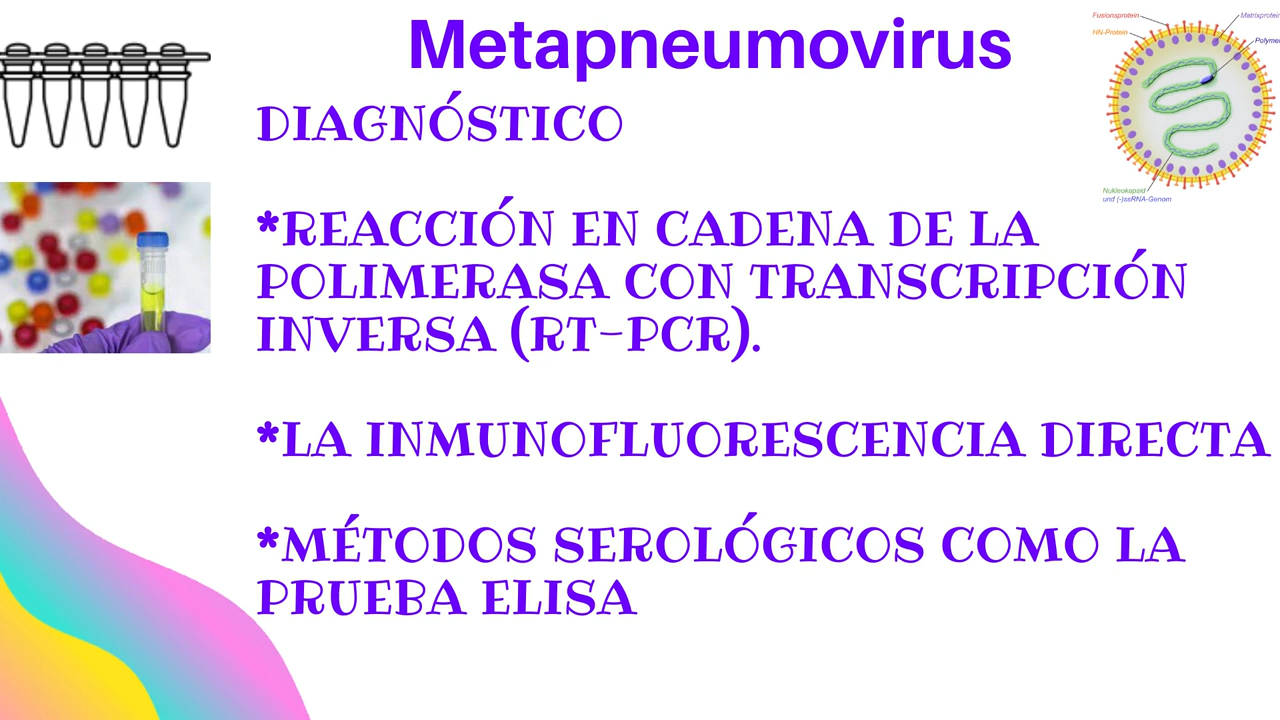 Metapneumovirus
DIAGNÓSTICO
*REACCIÓN EN CADENA DE LA
POLIMERASA CON TRANSCRIPCIÓN
INVERSA (RT-PCR).
*LA INMUNOFLUORESCENCIA DIRECTA
*MÉTODOS SEROLÓGICOS COMO LA
PRUEBA ELISA
Fusionsprotein
Matrixprotein
HN-Protein
Polyme
Nukleokapsid
und (-)ssRNA-Genom